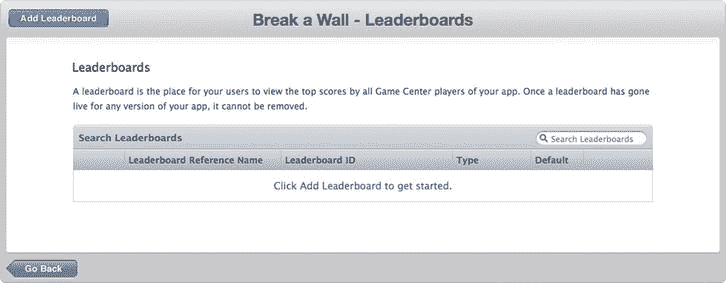 Add Leaderboard
Break a Wall - Leaderboards
Leaderboards
A leaderboard is the place for your users to view the top scores by all Game Center players of your app. Once a leaderboard has gone
live for any version of your app, it cannot be removed.
Search Leaderboards
Search Leaderboards
Leaderboard Reference Name Leaderboard ID Type Default
Click Add Leaderboard to get started.
Go Back